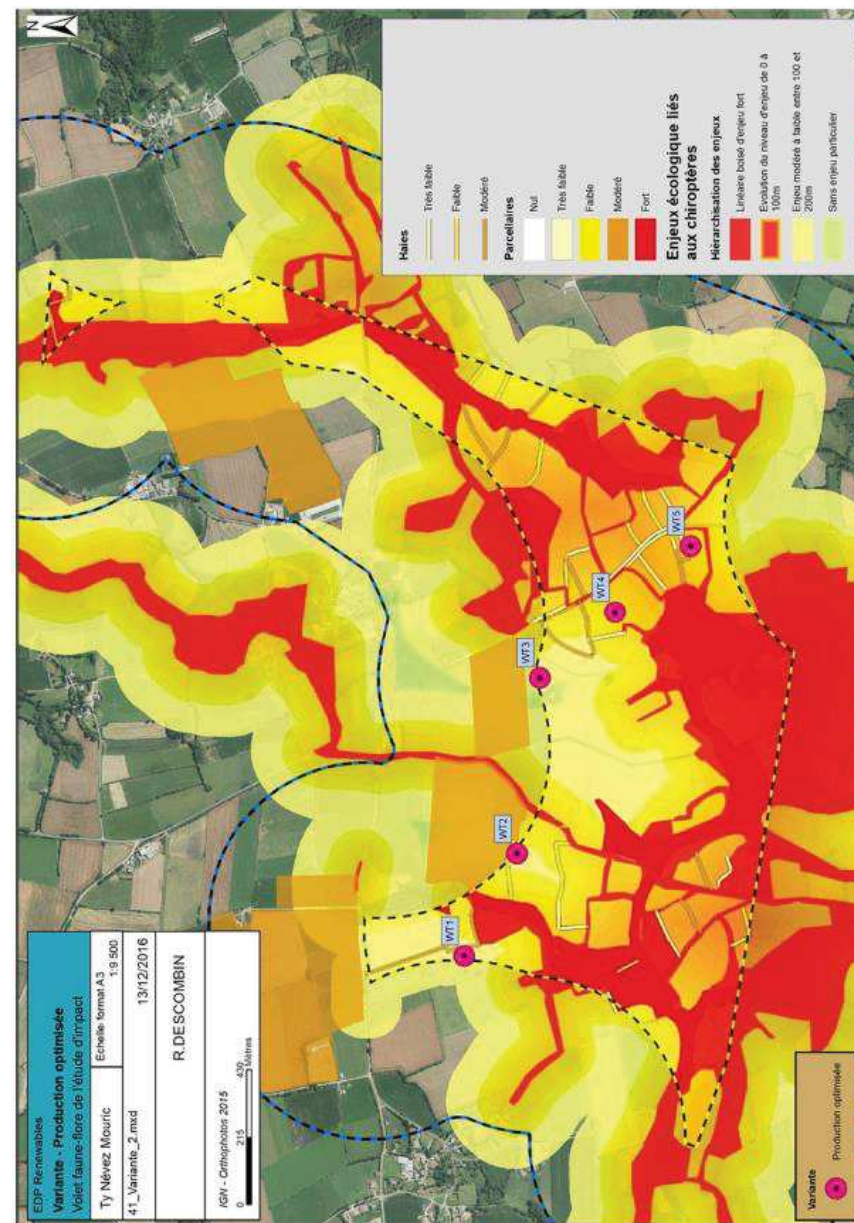 EDP Renewables
Variante - Production optimisée
Volet faune-flore de l'étude d'impact
Ty Névez Mouric
Echelle format A3
1:9 500
41_Variante_2.mxd
13/12/2016
R.DESCOMBIN
IGN - Orthophotos 2015
0 215 430
Mètres
N
WT1
WT2
WT3
WT4
WT5
Haies
Très faible
Faible
Modéré
Parcellaires
Nul
Très faible
Faible
Modéré
Fort
Enjeux écologique liés
aux chiroptères
Hiérarchisation des enjeux
Linéaire boisé d'enjeu fort
Evolution du niveau d'enjeu de 0 à
100m
Enjeu modéré à faible entre 100 et
200m
Sans enjeu particulier
Variante
Production optimisée